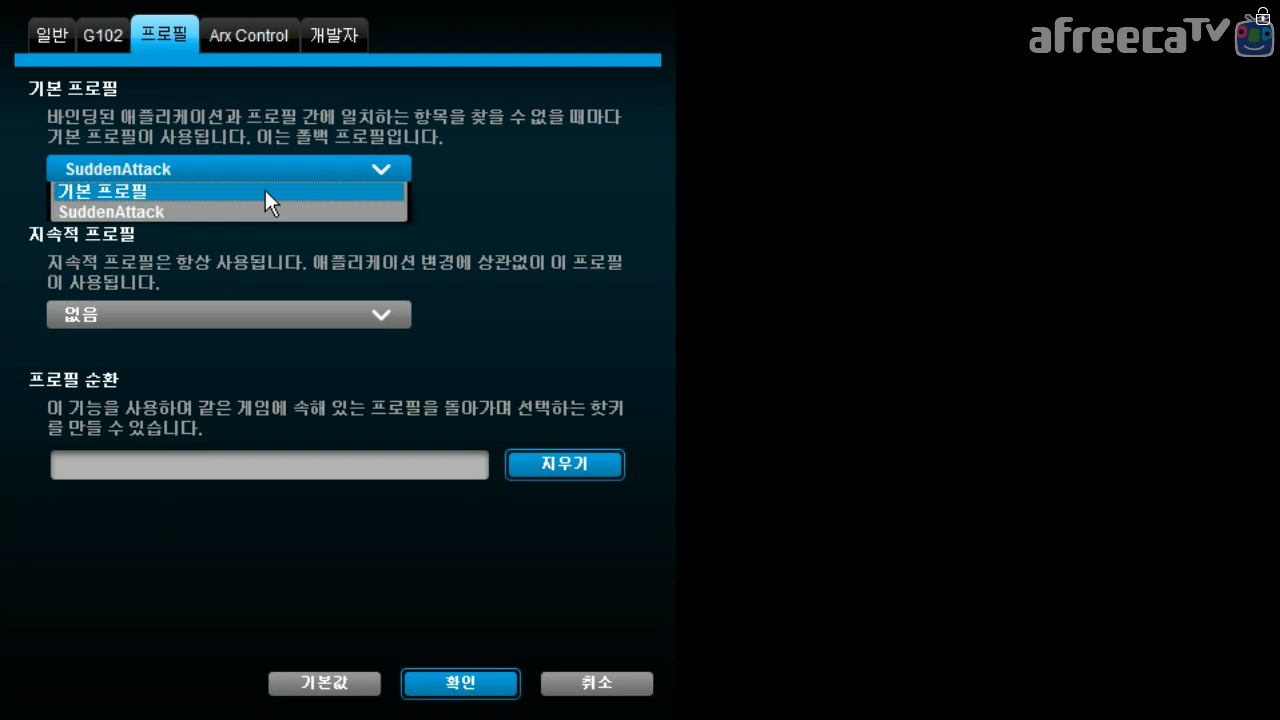 afreecaTV
일반 G102 프로필 Arx Control 개발자
기본 프로필
바인딩된 애플리케이션과 프로필 간에 일치하는 항목을 찾을 수 없을 때마다
기본 프로필이 사용됩니다. 이는 폴백 프로필입니다.
SuddenAttack
기본 프로필
SuddenAttack
지속적 프로필
지속적 프로필은 항상 사용됩니다. 애플리케이션 변경에 상관없이 이 프로필
이 사용됩니다.
없음
프로필 순환
이 기능을 사용하여 같은 게임에 속해 있는 프로필을 돌아가며 선택하는 핫키
를 만들 수 있습니다.
지우기
기본값 확인 취소